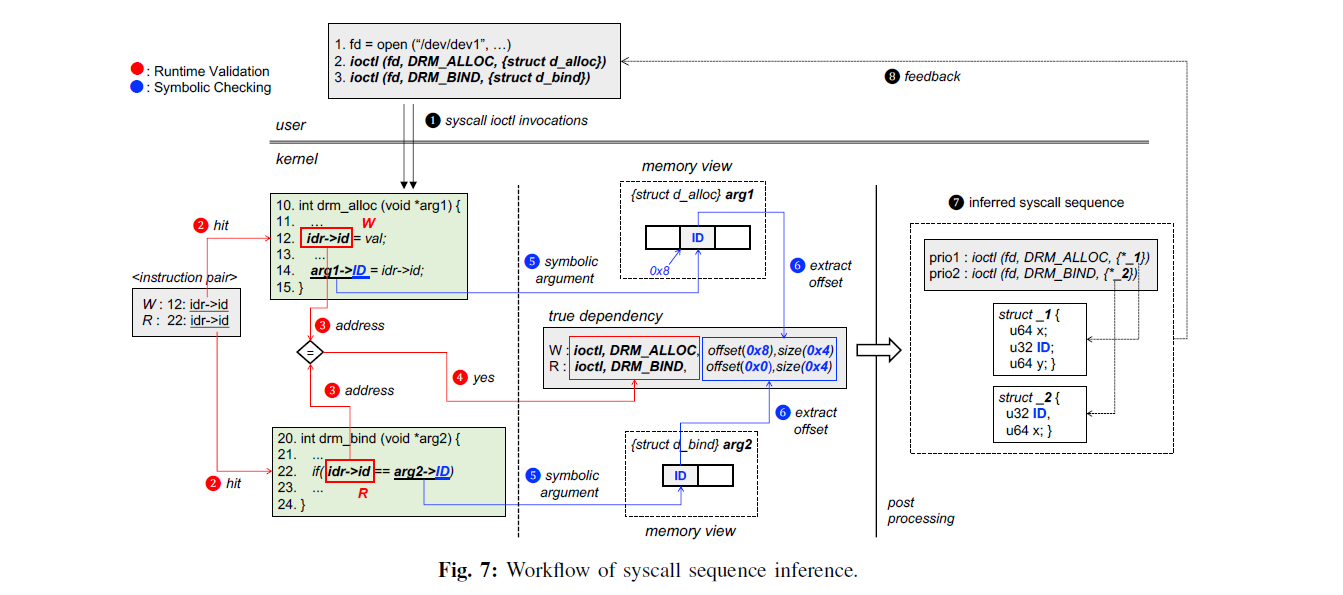 1. fd = open (“/dev/dev1”, …)
2. ioctl (fd, DRM_ALLOC, {struct d_alloc})
3. ioctl (fd, DRM_BIND, {struct d_bind})
: Runtime Validation
: Symbolic Checking
8 feedback
1 syscall ioctl invocations
user
kernel
memory view
{struct d_alloc} arg1
ID
0x8
10. int drm_alloc (void *arg1) {
11. ...
W
12. idr->id = val;
13. ...
14. arg1->ID = idr->id;
15. }
2 hit
<instruction pair>
W : 12: idr->id
R : 22: idr->id
2 hit
3 address
=
3 address
4 yes
5 symbolic
argument
6 extract
offset
true dependency
W : ioctl, DRM_ALLOC, offset(0x8),size(0x4)
R : ioctl, DRM_BIND, offset(0x0),size(0x4)
6 extract
offset
20. int drm_bind (void *arg2) {
21. ...
22. if( idr->id == arg2->ID)
23. ...
R
24. }
5 symbolic
argument
{struct d_bind} arg2
ID
memory view
7 inferred syscall sequence
prio1 : ioctl (fd, DRM_ALLOC, {*_1})
prio2 : ioctl (fd, DRM_BIND, {*_2})
struct _1 {
u64 x;
u32 ID;
u64 y; }
struct _2 {
u32 ID,
u64 x; }
post
processing
Fig. 7: Workflow of syscall sequence inference.